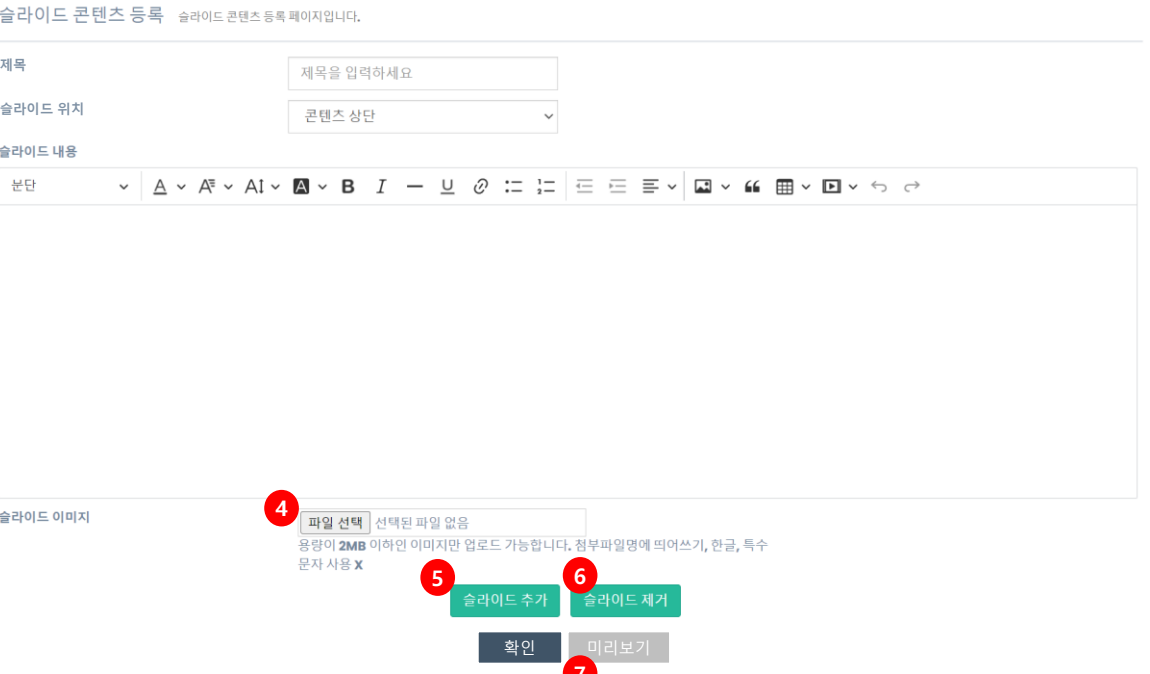 슬라이드 콘텐츠 등록 슬라이드 콘텐츠 등록 페이지입니다.
제목
제목을 입력하세요
슬라이드 위치
콘텐츠 상단
슬라이드 내용
분단
슬라이드 이미지
4
파일 선택 선택된 파일 없음
용량이 2MB 이하인 이미지만 업로드 가능합니다. 첨부파일명에 띄어쓰기, 한글, 특수
문자 사용 X
5 6
슬라이드 추가 슬라이드 제거
확인 미리보기
7